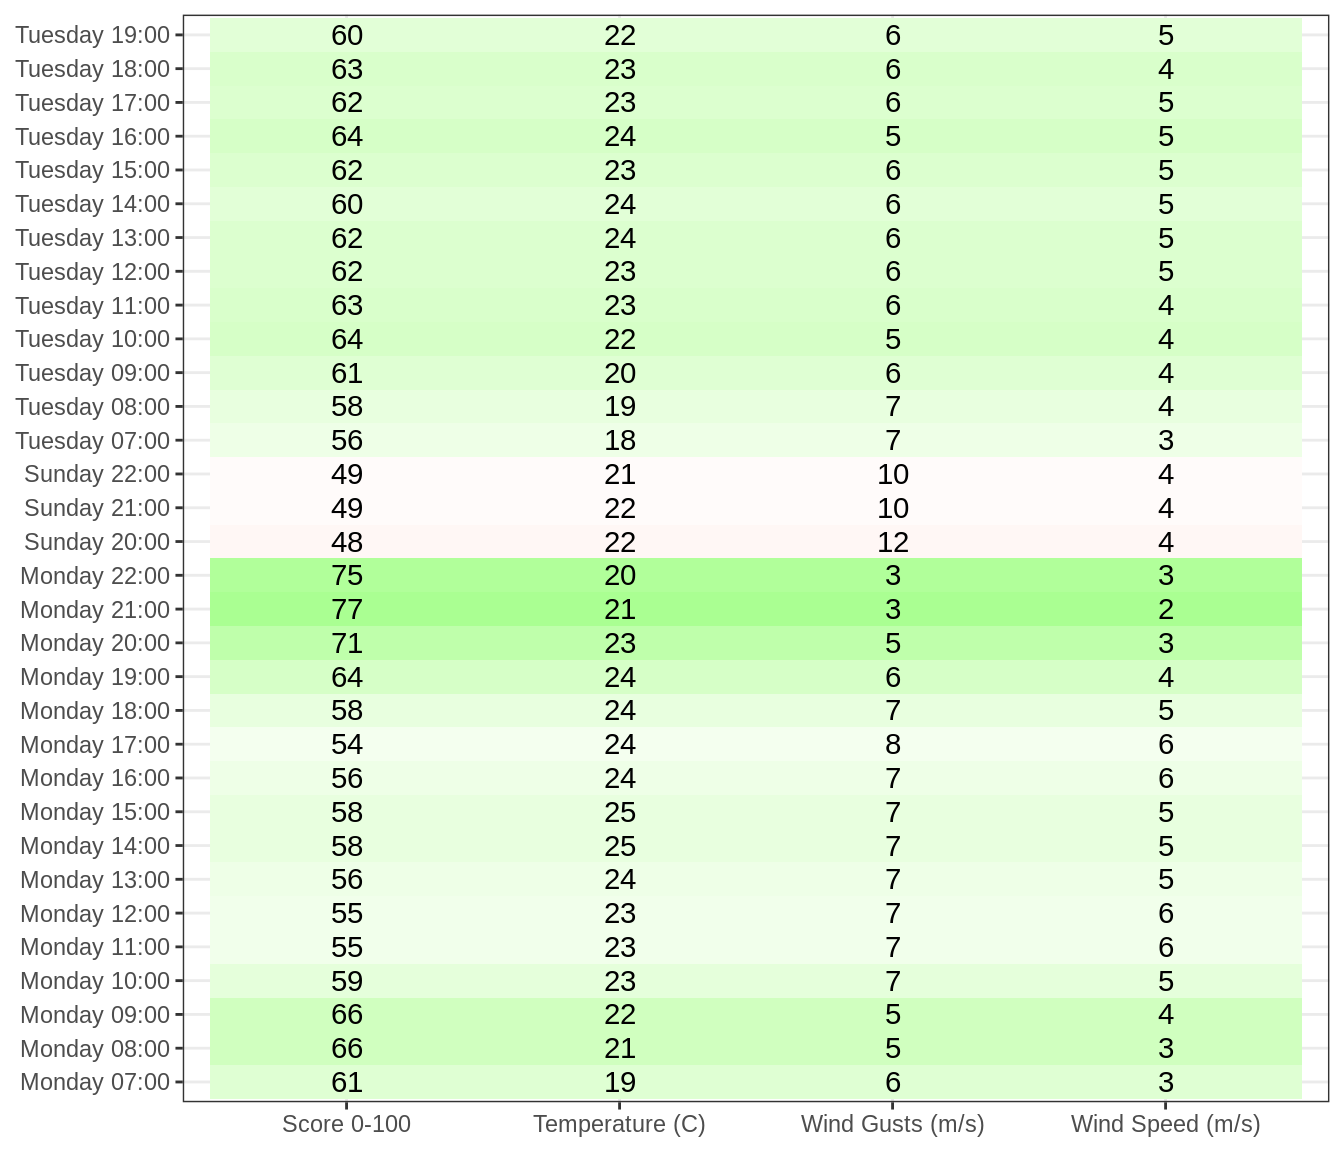 Tuesday 19:00 60 22 6 5
Tuesday 18:00 63 23 6 4
Tuesday 17:00 62 23 6 5
Tuesday 16:00 64 24 5 5
Tuesday 15:00 62 23 6 5
Tuesday 14:00 60 24 6 5
Tuesday 13:00 62 24 6 5
Tuesday 12:00 62 23 6 5
Tuesday 11:00 63 23 6 4
Tuesday 10:00 64 22 5 4
Tuesday 09:00 61 20 6 4
Tuesday 08:00 58 19 7 4
Tuesday 07:00 56 18 7 3
Sunday 22:00 49 21 10 4
Sunday 21:00 49 22 10 4
Sunday 20:00 48 22 12 4
Monday 22:00 75 20 3 3
Monday 21:00 77 21 3 2
Monday 20:00 71 23 5 3
Monday 19:00 64 24 6 4
Monday 18:00 58 24 7 5
Monday 17:00 54 24 8 6
Monday 16:00 56 24 7 6
Monday 15:00 58 25 7 5
Monday 14:00 58 25 7 5
Monday 13:00 56 24 7 5
Monday 12:00 55 23 7 6
Monday 11:00 55 23 7 6
Monday 10:00 59 23 7 5
Monday 09:00 66 22 5 4
Monday 08:00 66 21 5 3
Monday 07:00 61 19 6 3
Score 0-100 Temperature (C) Wind Gusts (m/s) Wind Speed (m/s)